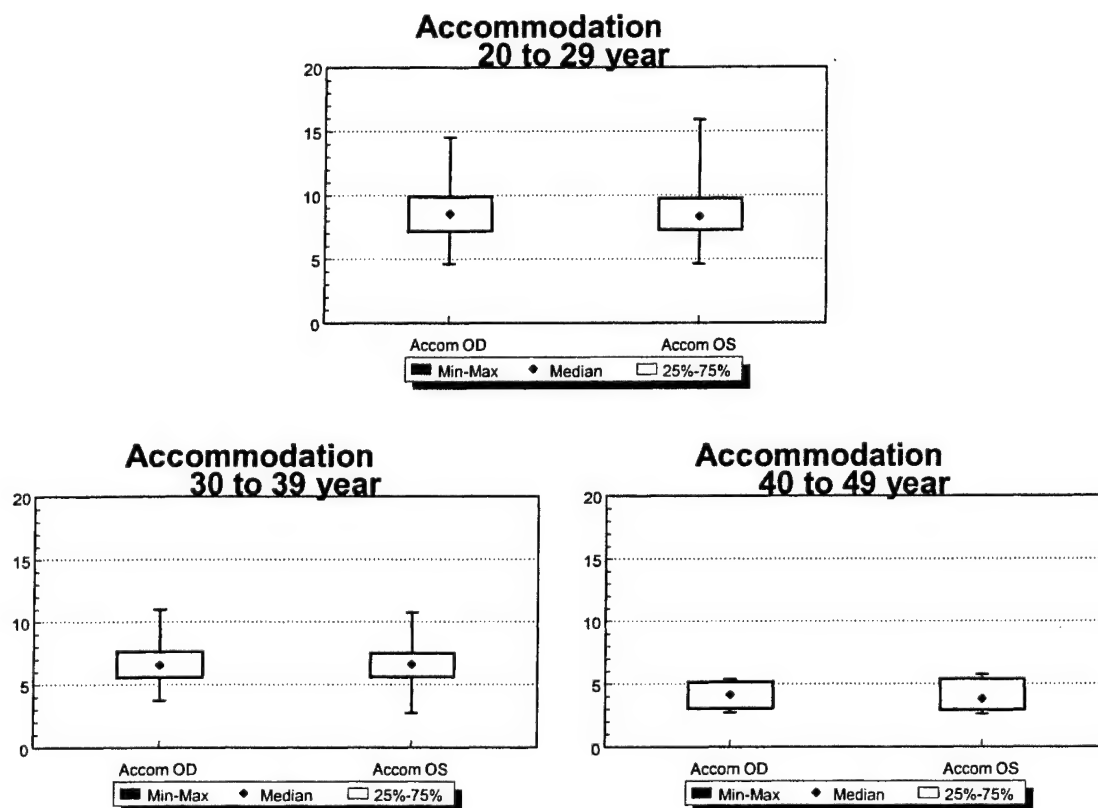 Accommodation
20 to 29 year
20
15
10
5
0
Accom OD Accom OS
Min-Max Median 25%-75%
Accommodation
30 to 39 year
20
15
10
5
0
Accom OD Accom OS
Min-Max Median 25%-75%
Accommodation
40 to 49 year
20
15
10
5
0
Accom OD Accom OS
Min-Max Median 25%-75%